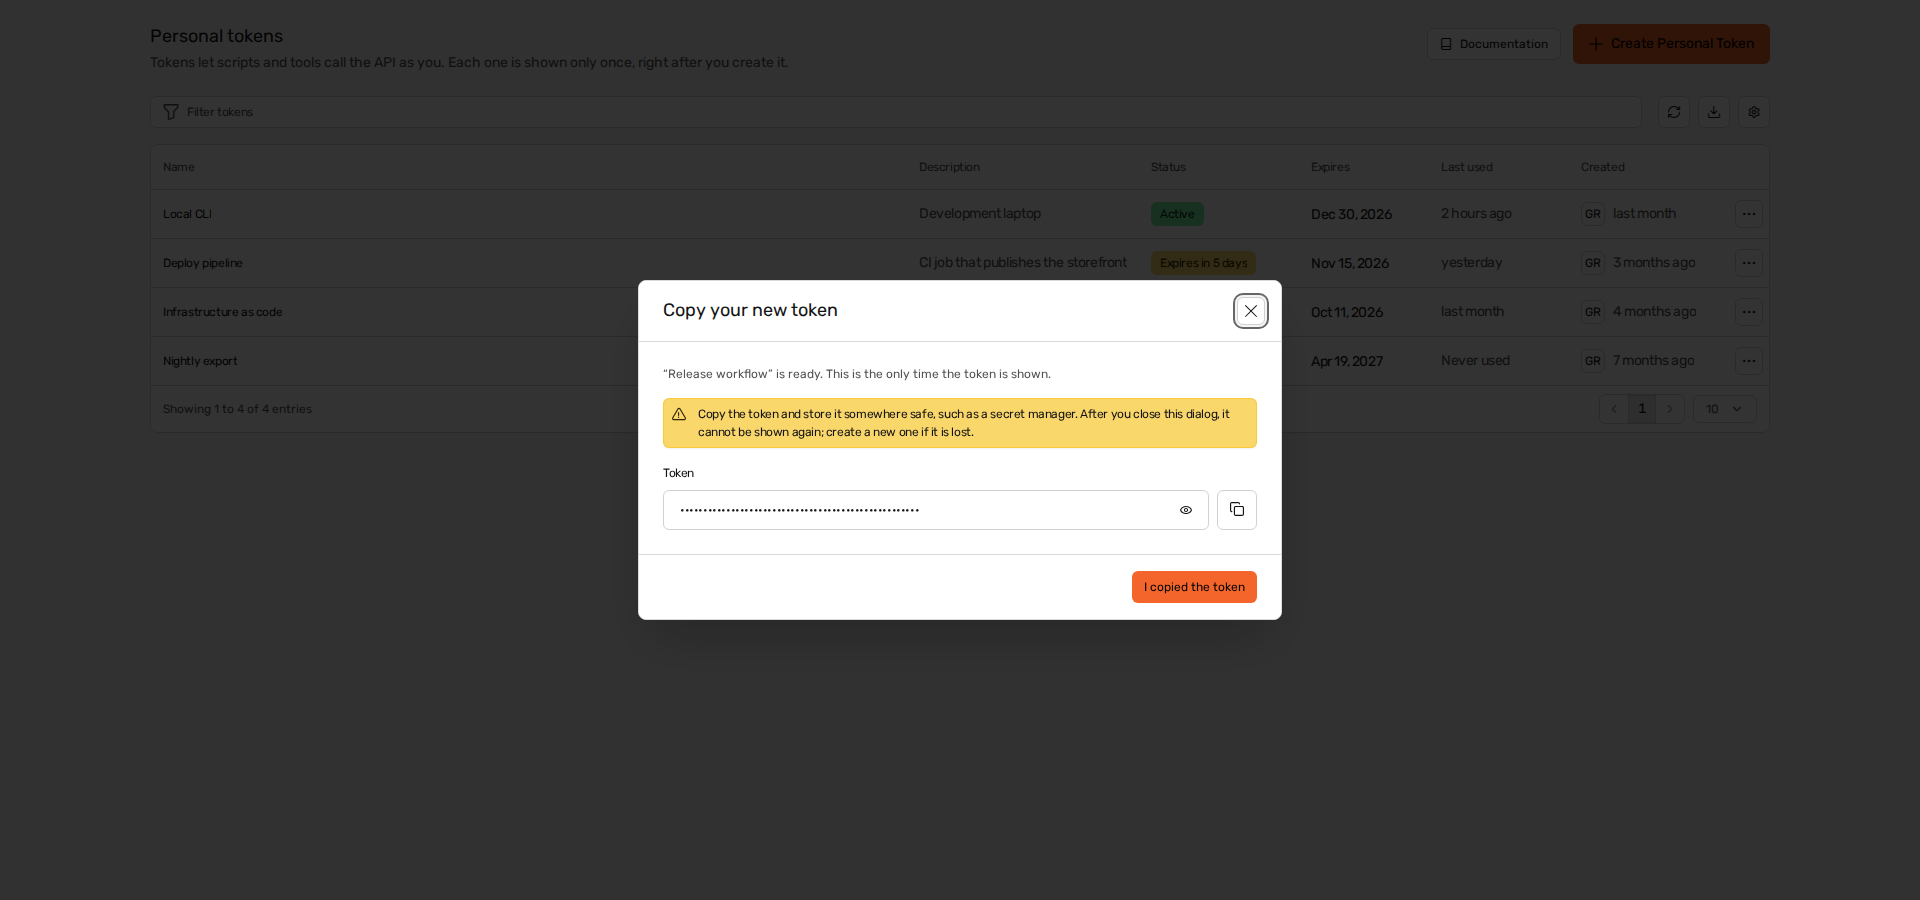 Personal tokens
Tokens let scripts and tools call the API as you. Each one is shown only once, right after you create it.
Documentation
Create Personal Token
Filter tokens
Name Description Status Expires Last used Created
Local CLI Development laptop Active Dec 30, 2026 2 hours ago GR last month
Deploy pipeline CI job that publishes the storefront Expires in 5 days Nov 15, 2026 yesterday GR 3 months ago
Infrastructure as code Oct 11, 2026 last month GR 4 months ago
Nightly export Apr 19, 2027 Never used GR 7 months ago
Showing 1 to 4 of 4 entries 1 10
Copy your new token
“Release workflow” is ready. This is the only time the token is shown.
Copy the token and store it somewhere safe, such as a secret manager. After you close this dialog, it
cannot be shown again; create a new one if it is lost.
Token
I copied the token